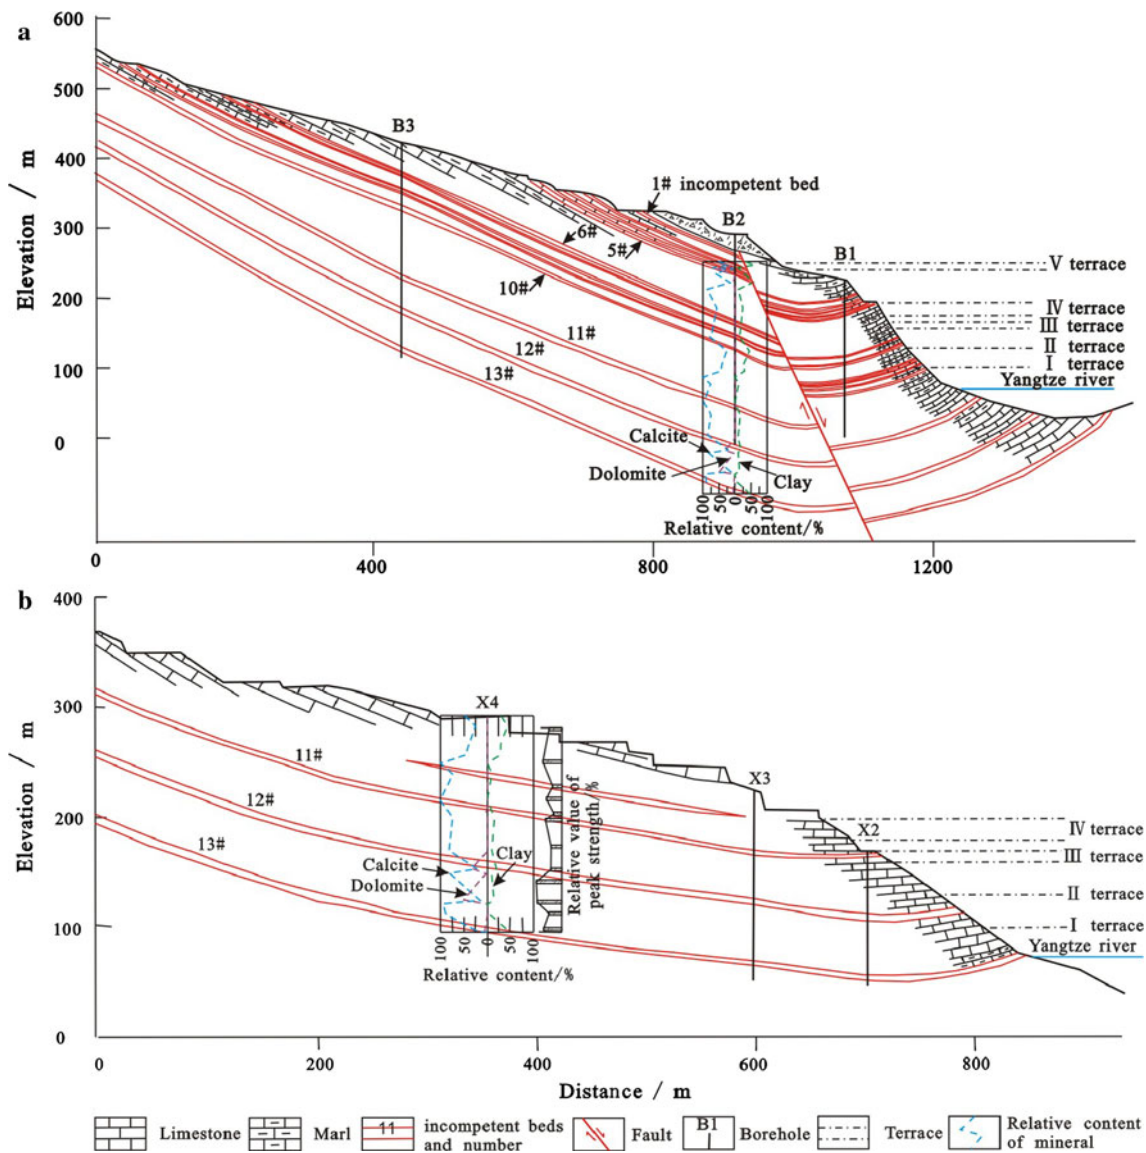 a
600
500
400
300
200
100
0
Elevation / m
B3
1# incompetent bed
B2
6#
5#
B1
10#
11#
12#
13#
V terrace
IV terrace
III terrace
II terrace
I terrace
Yangtze river
Calcite
Dolomite
Clay
100
50
0
50
100
Relative content/%
0
400
800
1200
b
400
300
200
100
0
Elevation / m
X4
11#
12#
13#
X3
X2
Relative value of
peak strength/%
IV terrace
III terrace
II terrace
I terrace
Yangtze river
Calcite
Dolomite
Clay
100
50
0
50
100
Relative content/%
0
200
400
600
800
Distance / m
Limestone
Marl
11
incompetent beds
and number
Fault
B1
Borehole
Terrace
Relative content
of mineral